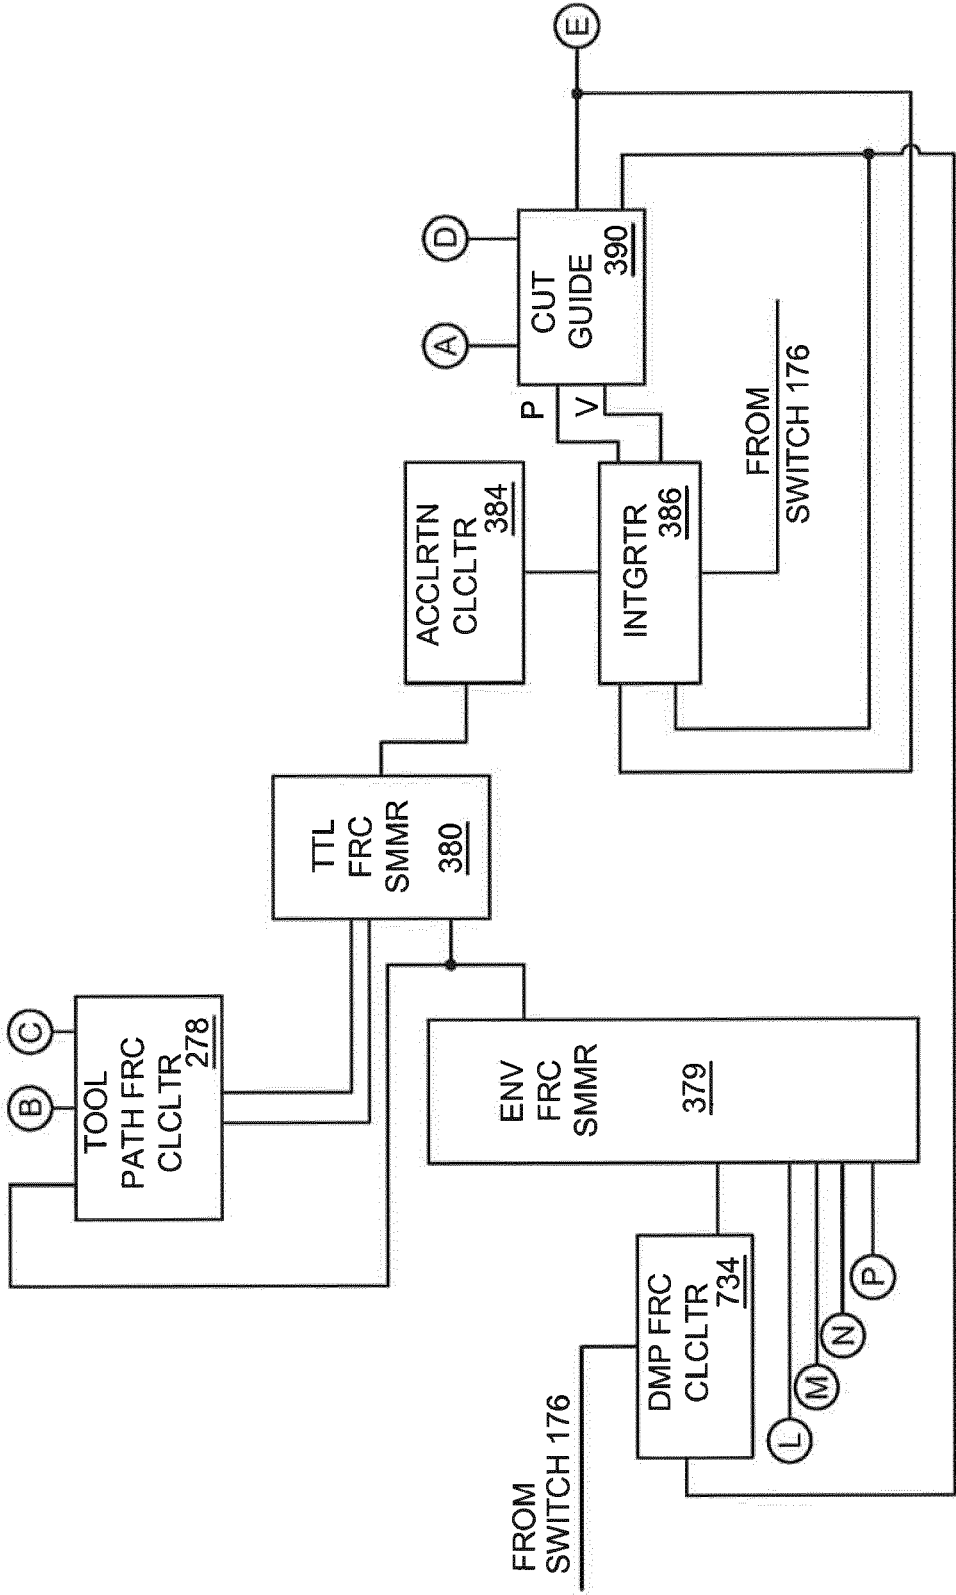 B
C
TOOL
PATH FRC
CLCLTR
278
TTL
FRC
SMMR
380
A
D
E
ACCLRTN
CLCLTR
384
P
V
CUT
GUIDE
390
INTGRTR
386
FROM
SWITCH 176
ENV
FRC
SMMR
379
FROM
SWITCH 176
DMP FRC
CLCLTR
734
L
M
N
P